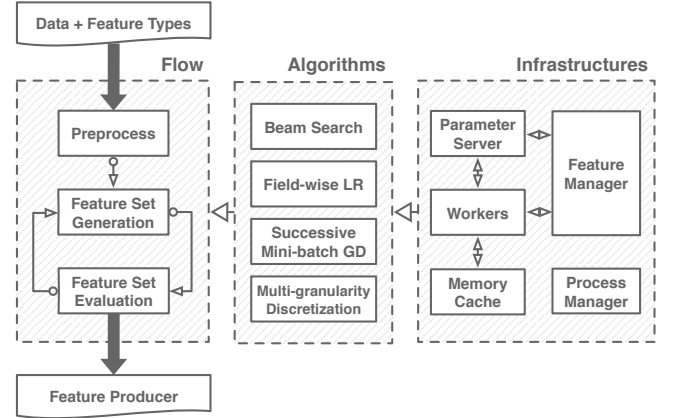 Data + Feature Types
Flow
Preprocess
Feature Set
Generation
Feature Set
Evaluation
Feature Producer
Algorithms
Beam Search
Field-wise LR
Successive
Mini-batch GD
Multi-granularity
Discretization
Infrastructures
Parameter
Server
Feature
Manager
Workers
Memory
Cache
Process
Manager